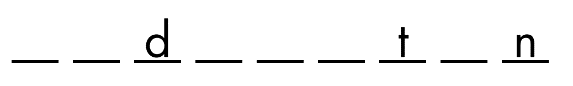 _ _ d _ _ _ t _ n